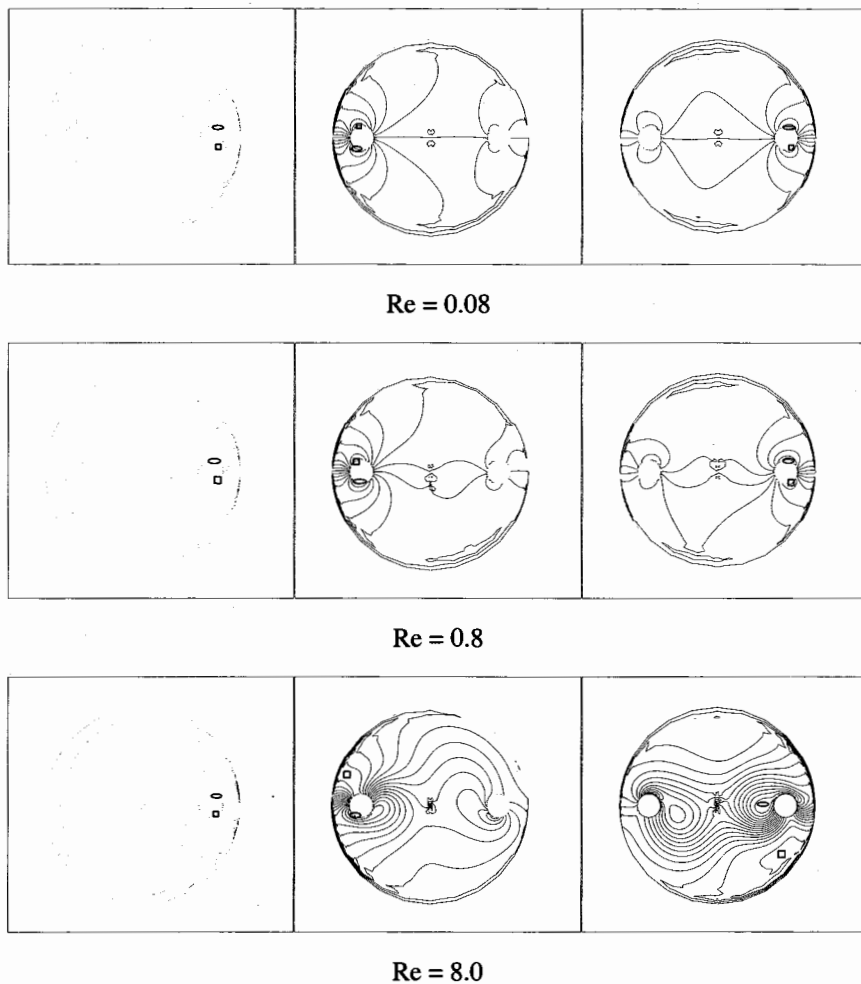 Re = 0.08
Re = 0.8
Re = 8.0